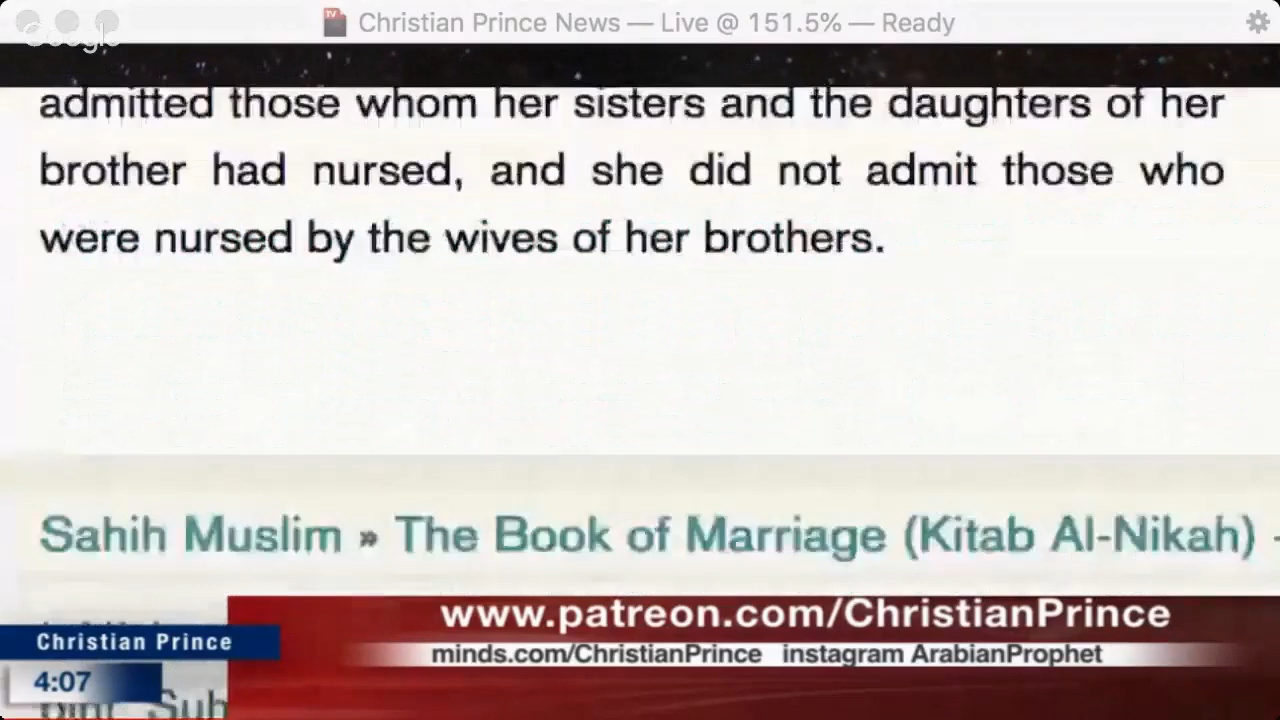 Christian Prince News — Live @ 151.5% — Ready
Google
admitted those whom her sisters and the daughters of her
brother had nursed, and she did not admit those who
were nursed by the wives of her brothers.
Sahih Muslim » The Book of Marriage (Kitab Al-Nikah) -
www.patreon.com/ChristianPrince
Christian Prince
minds.com/ChristianPrince instagram ArabianProphet
4:07